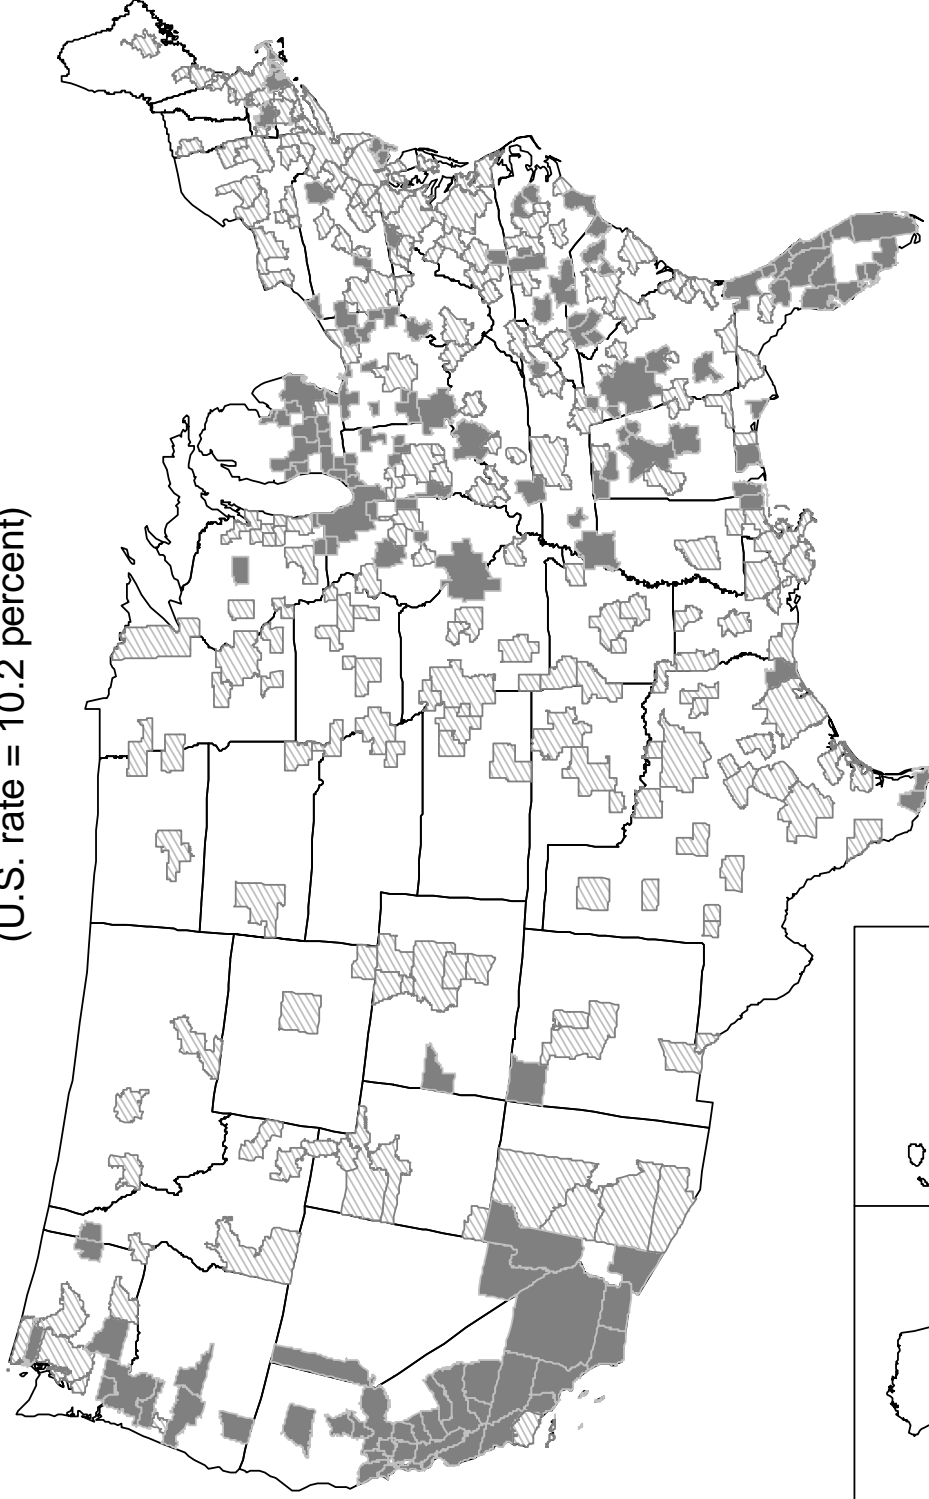 (U.S. rate = 10.2 percent)